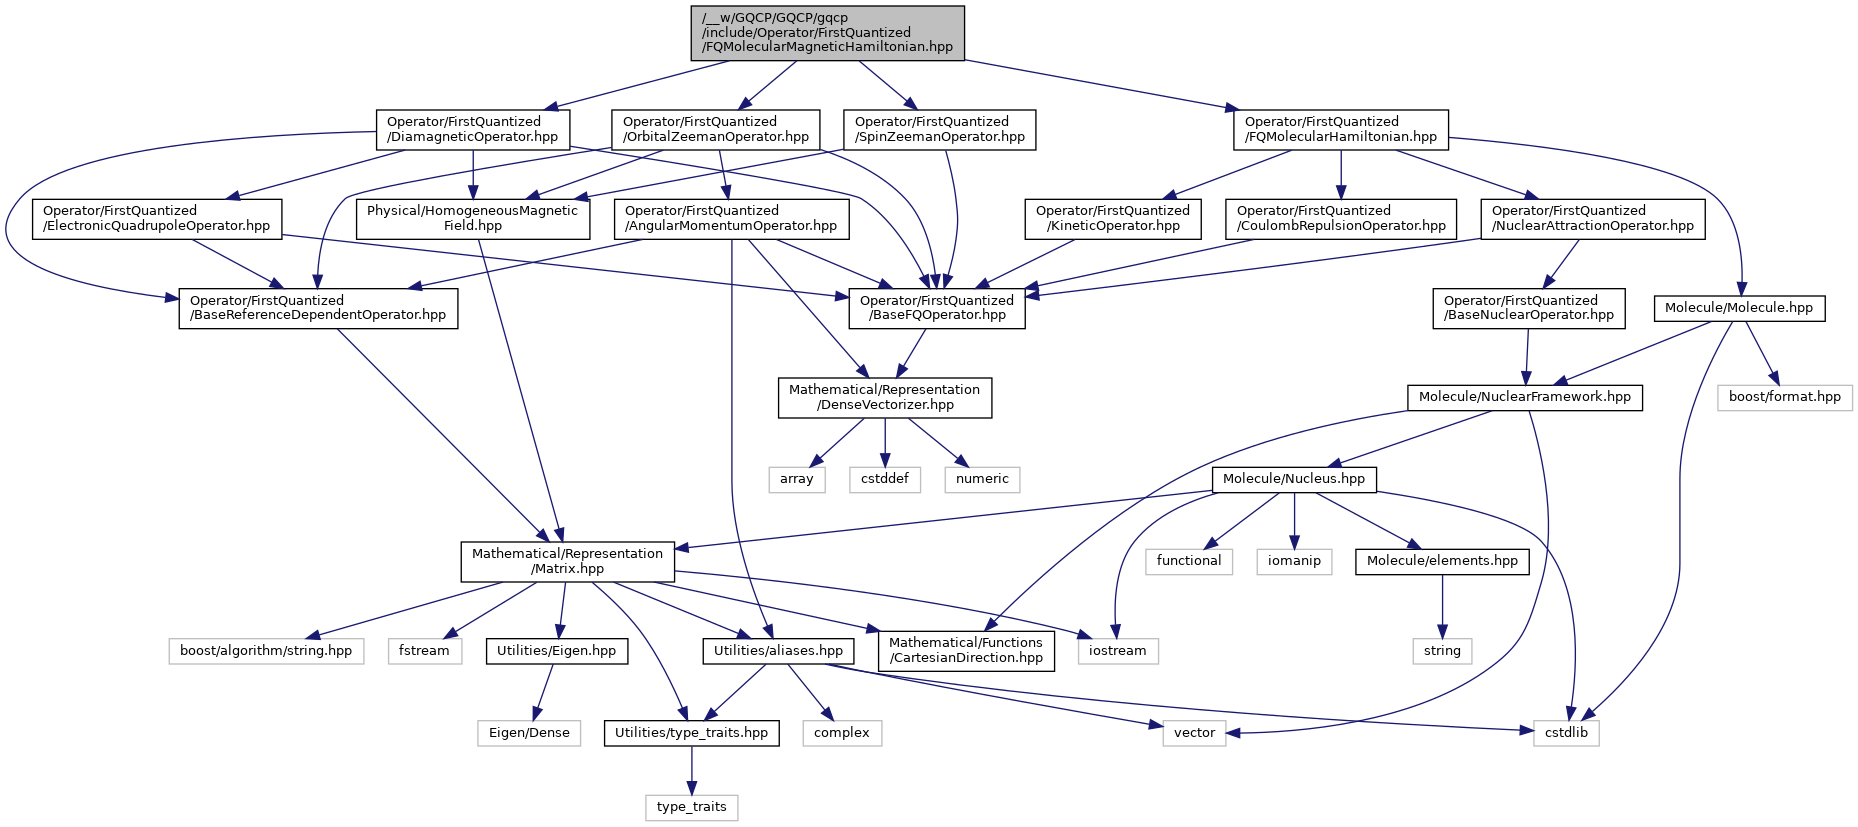 /__w/GQCP/GQCP/gqcp
/include/Operator/FirstQuantized
/FQMolecularMagneticHamiltonian.hpp
Operator/FirstQuantized
/DiamagneticOperator.hpp
Operator/FirstQuantized
/OrbitalZeemanOperator.hpp
Operator/FirstQuantized
/SpinZeemanOperator.hpp
Operator/FirstQuantized
/FQMolecularHamiltonian.hpp
Operator/FirstQuantized
/ElectronicQuadrupoleOperator.hpp
Physical/HomogeneousMagnetic
Field.hpp
Operator/FirstQuantized
/AngularMomentumOperator.hpp
Operator/FirstQuantized
/KineticOperator.hpp
Operator/FirstQuantized
/CoulombRepulsionOperator.hpp
Operator/FirstQuantized
/NuclearAttractionOperator.hpp
Operator/FirstQuantized
/BaseReferenceDependentOperator.hpp
Operator/FirstQuantized
/BaseFQOperator.hpp
Operator/FirstQuantized
/BaseNuclearOperator.hpp
Molecule/Molecule.hpp
Mathematical/Representation
/DenseVectorizer.hpp
Molecule/NuclearFramework.hpp
boost/format.hpp
array
cstddef
numeric
Molecule/Nucleus.hpp
Mathematical/Representation
/Matrix.hpp
functional
iomanip
Molecule/elements.hpp
boost/algorithm/string.hpp
fstream
Utilities/Eigen.hpp
Utilities/aliases.hpp
Mathematical/Functions
/CartesianDirection.hpp
iostream
string
Eigen/Dense
Utilities/type_traits.hpp
complex
vector
cstdlib
type_traits